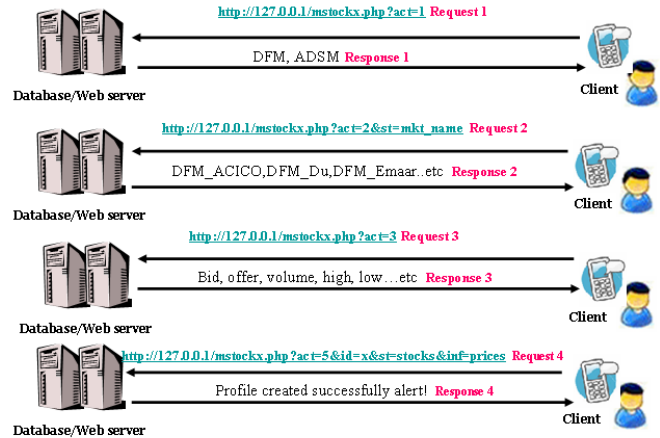 http://127.0.0.1/mstockx.php?act=1 Request 1
DFM, ADSM Response 1
Database/Web server
Client
http://127.0.0.1/mstockx.php?act=2&st=mkt_name Request 2
DFM_ACICO,DFM_Du,DFM_Emaar..etc Response 2
Database/Web server
Client
http://127.0.0.1/mstockx.php?act=3 Request 3
Bid, offer, volume, high, low...etc Response 3
Database/Web server
Client
http://127.0.0.1/mstockx.php?act=5&id=x&st=stocks&inf=prices Request 4
Profile created successfully alert! Response 4
Database/Web server
Client